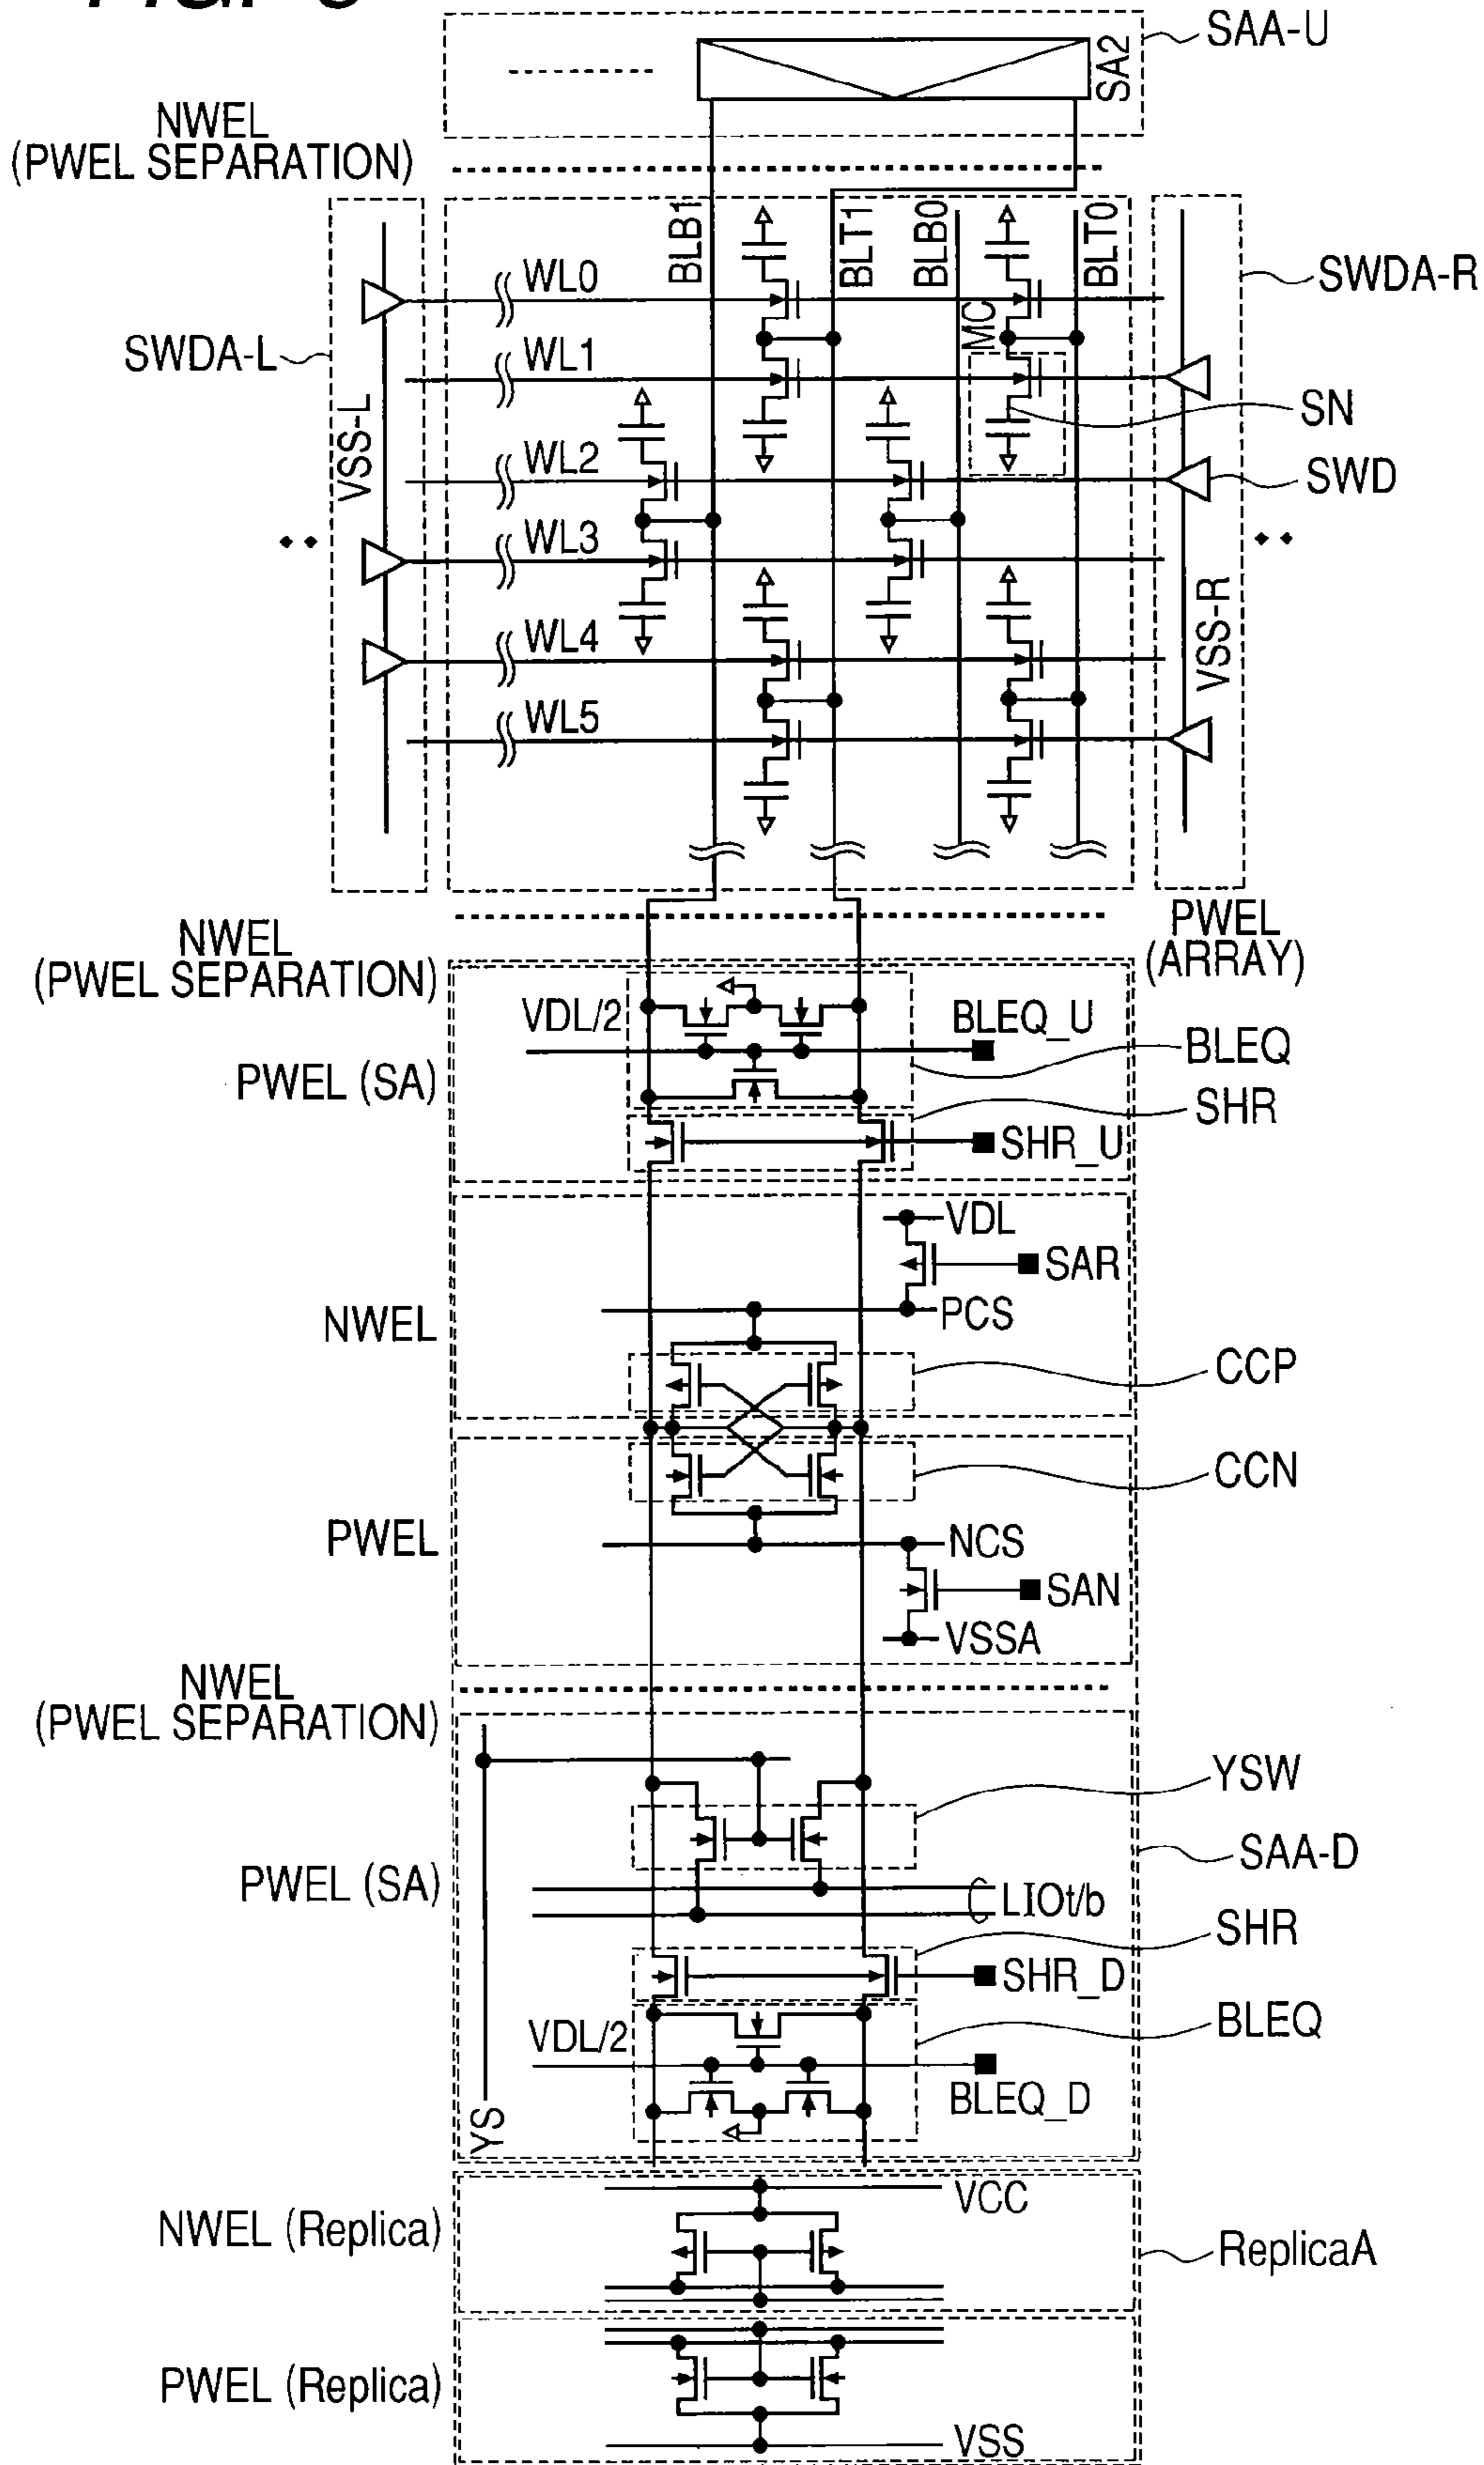 SAA-U
SA2
NWEL
(PWEL SEPARATION)
BLB1
BLT1
BLB0
BLT0
WL0
SWDA-R
MC
SWDA-L
WL1
SN
VSS-L
WL2
SWD
WL3
WL4
VSS-R
WL5
NWEL
(PWEL SEPARATION)
PWEL
(ARRAY)
VDL/2
BLEQ_U
BLEQ
PWEL (SA)
SHR
SHR_U
VDL
SAR
NWEL
PCS
CCP
CCN
PWEL
NCS
SAN
VSSA
NWEL
(PWEL SEPARATION)
YSW
PWEL (SA)
SAA-D
LIOt/b
SHR
SHR_D
VDL/2
BLEQ
BLEQ_D
YS
VCC
NWEL (Replica)
ReplicaA
PWEL (Replica)
VSS